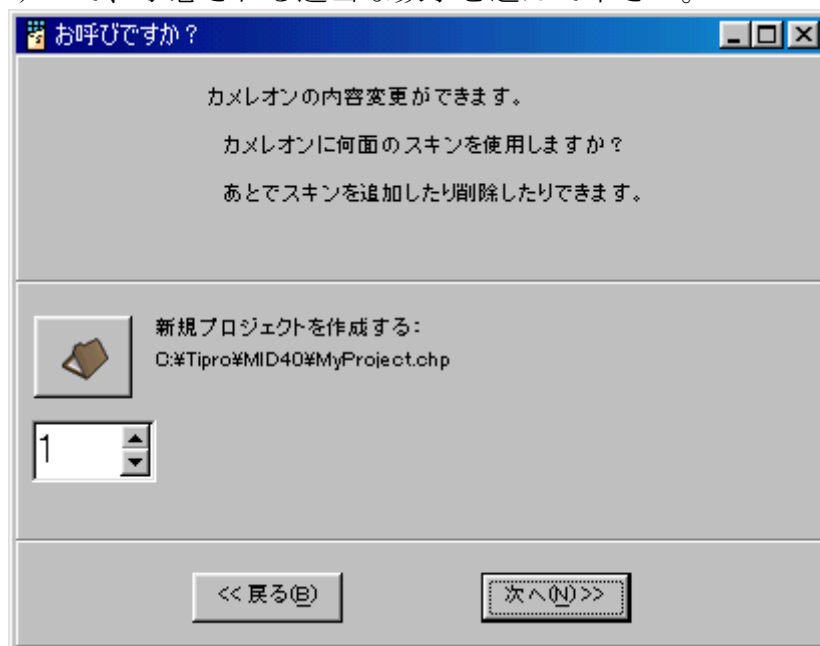 お呼びですか？
カメレオンの内容変更ができます。
カメレオンに何面のスキンを使用しますか？
あとでスキンを追加したり削除したりできます。
新規プロジェクトを作成する：
C:¥Tipro¥MID40¥MyProject.chp
1
<< 戻る(B)
次へ(N) >>